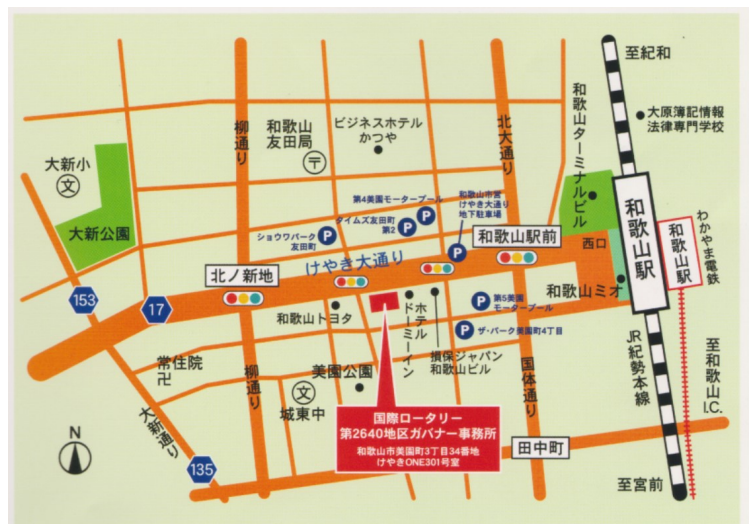 至紀和
和歌山ターミナルビル
大原簿記情報
法律専門学校
北大通り
ビジネスホテル
かつや
和歌山
友田局
〒
柳通り
大新小
文
大新公園
第4美園モータープール
P
タイムズ友田町
第2
P
ショウワパーク
友田町
P
和歌山市営
けやき大通り
地下駐車場
P
和歌山駅前
西口
和歌山駅
わかやま電鉄
和歌山駅
けやき大通り
北ノ新地
153
17
和歌山トヨタ
ホテル
ドーミーイン
損保ジャパン
和歌山ビル
第5美園
モータープール
P
ザ・パーク美園町4丁目
P
和歌山ミオ
JR紀勢本線
至和歌山
I.C.
常住院
卍
大新通り
柳通り
文
城東中
美園公園
国体通り
国際ロータリー
第2640地区ガバナー事務所
和歌山市美園町3丁目34番地
けやきONE301号室
田中町
135
N
至宮前